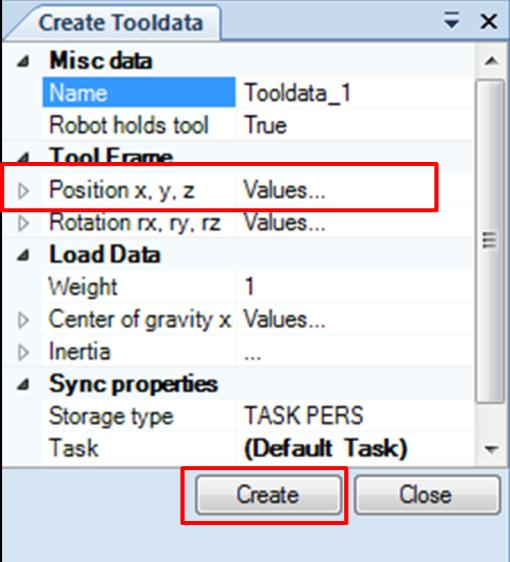 Create Tooldata
Misc data
Name Tooldata_1
Robot holds tool True
Tool Frame
Position x, y, z Values...
Rotation rx, ry, rz Values...
Load Data
Weight 1
Center of gravity x Values...
Inertia ...
Sync properties
Storage type TASK PERS
Task (Default Task)
Create Close